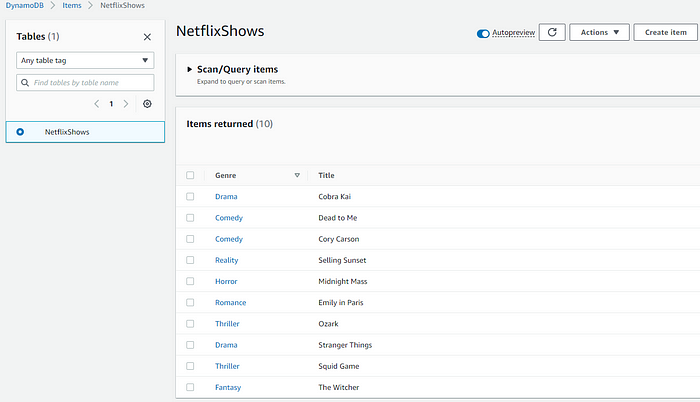 DynamoDB > Items > NetflixShows
Tables (1)
Any table tag
Find tables by table name
< 1 >
NetflixShows
NetflixShows
Autopreview
Actions
Create item
Scan/Query items
Expand to query or scan items.
Items returned (10)
Genre Title
Drama Cobra Kai
Comedy Dead to Me
Comedy Cory Carson
Reality Selling Sunset
Horror Midnight Mass
Romance Emily in Paris
Thriller Ozark
Drama Stranger Things
Thriller Squid Game
Fantasy The Witcher